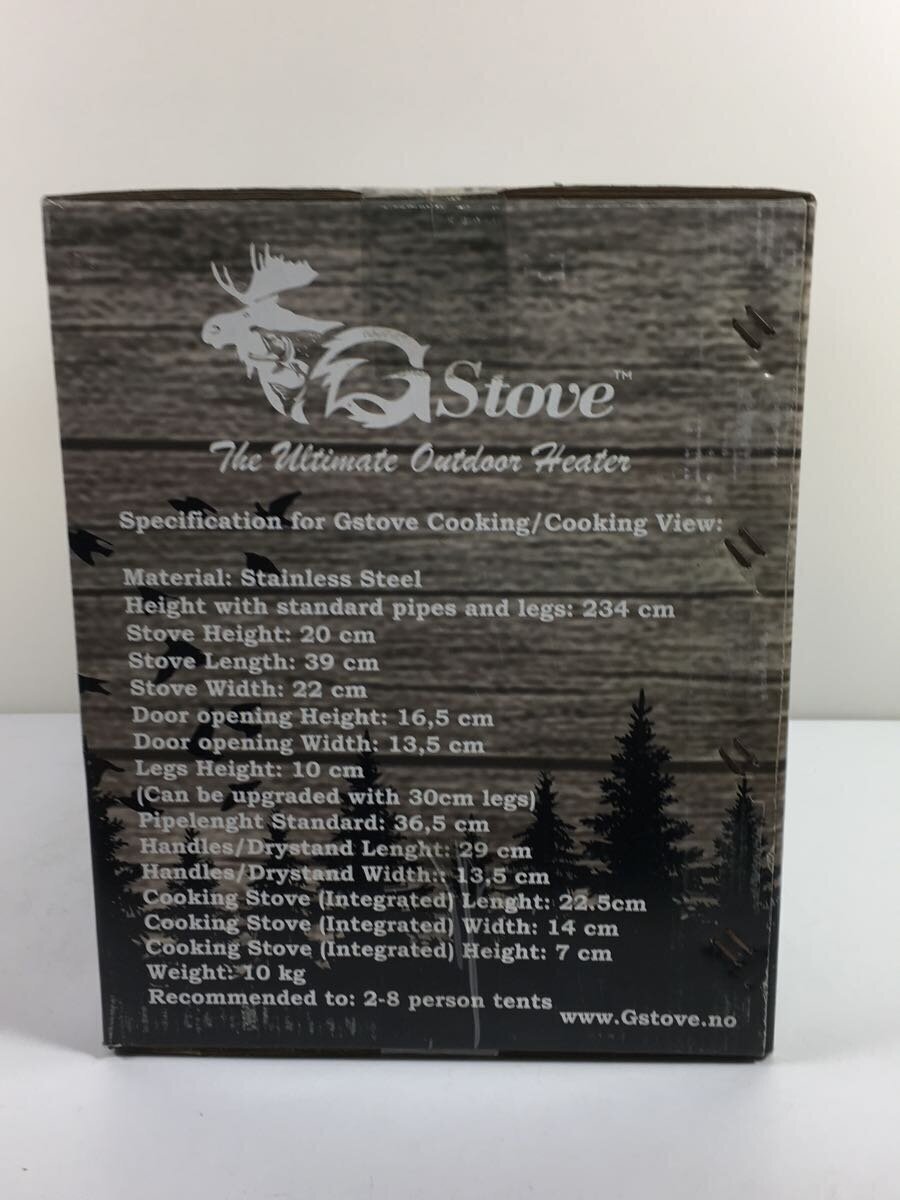 GStove™
The Ultimate Outdoor Heater
Specification for Gstove Cooking/Cooking View:
Material: Stainless Steel
Height with standard pipes and legs: 234 cm
Stove Height: 20 cm
Stove Length: 39 cm
Stove Width: 22 cm
Door opening Height: 16,5 cm
Door opening Width: 13,5 cm
Legs Height: 10 cm
(Can be upgraded with 30cm legs)
Pipelenght Standard: 36,5 cm
Handles/Drystand Lenght: 29 cm
Handles/Drystand Width:: 13,5 cm
Cooking Stove (Integrated) Lenght: 22.5cm
Cooking Stove (Integrated) Width: 14 cm
Cooking Stove (Integrated) Height: 7 cm
Weight: 10 kg
Recommended to: 2-8 person tents
www.Gstove.no